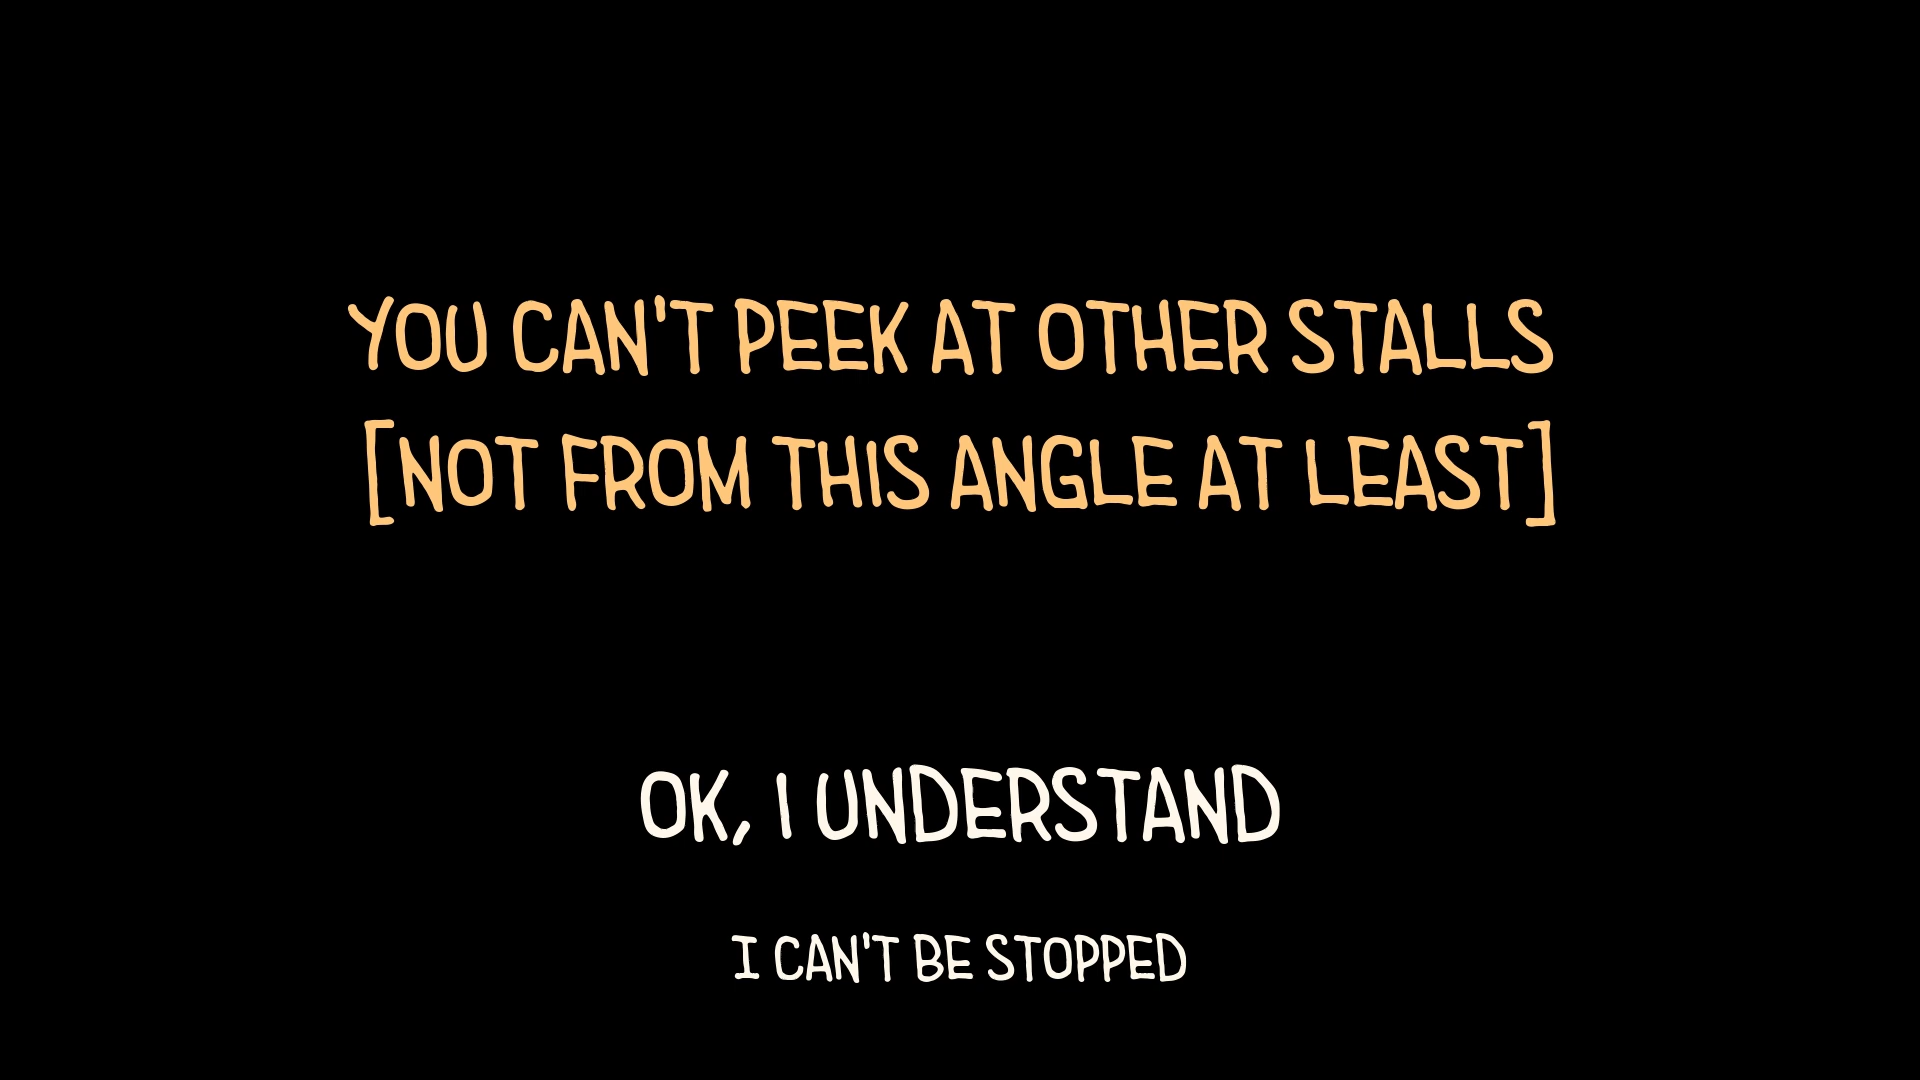 YOU CAN'T PEEK AT OTHER STALLS
[NOT FROM THIS ANGLE AT LEAST]
OK, I UNDERSTAND
I CAN'T BE STOPPED